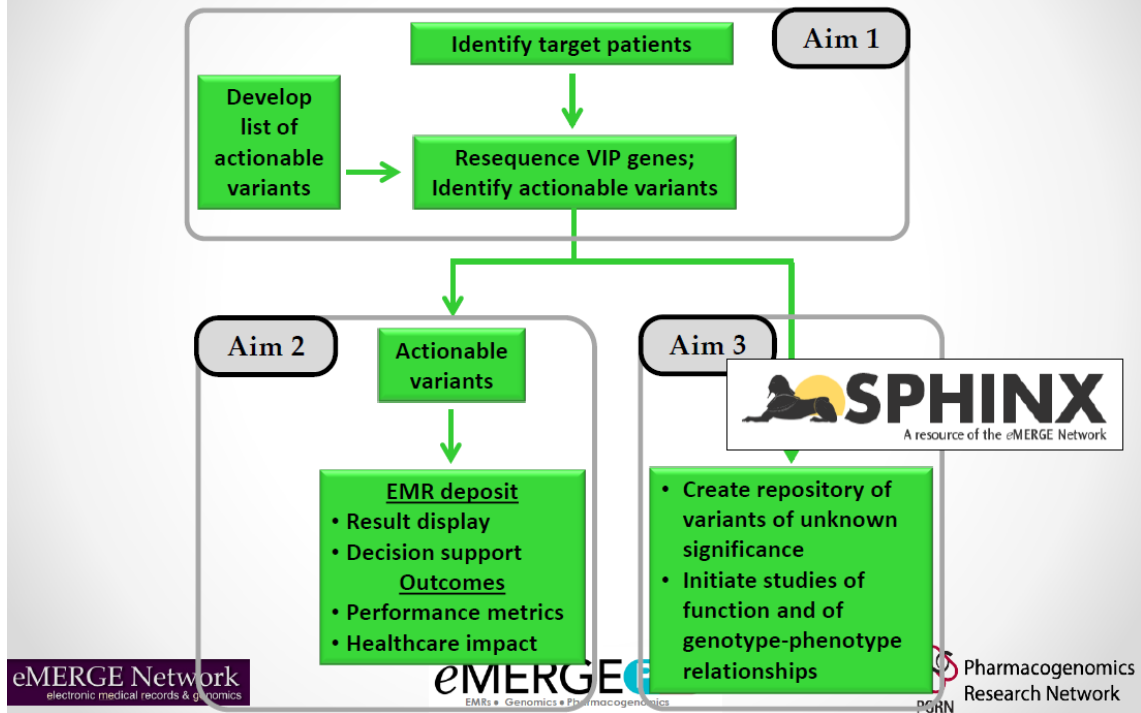 Aim 1
Identify target patients
Develop
list of
actionable
variants
Resequence VIP genes;
Identify actionable variants
Aim 2
Actionable
variants
EMR deposit
• Result display
• Decision support
Outcomes
• Performance metrics
• Healthcare impact
Aim 3
SPHINX
A resource of the eMERGE Network
• Create repository of
variants of unknown
significance
• Initiate studies of
function and of
genotype-phenotype
relationships
eMERGE Network
electronic medical records & genomics
eMERGE
EMRs • Genomics • Pharmacogenomics
Pharmacogenomics
Research Network
PGRN